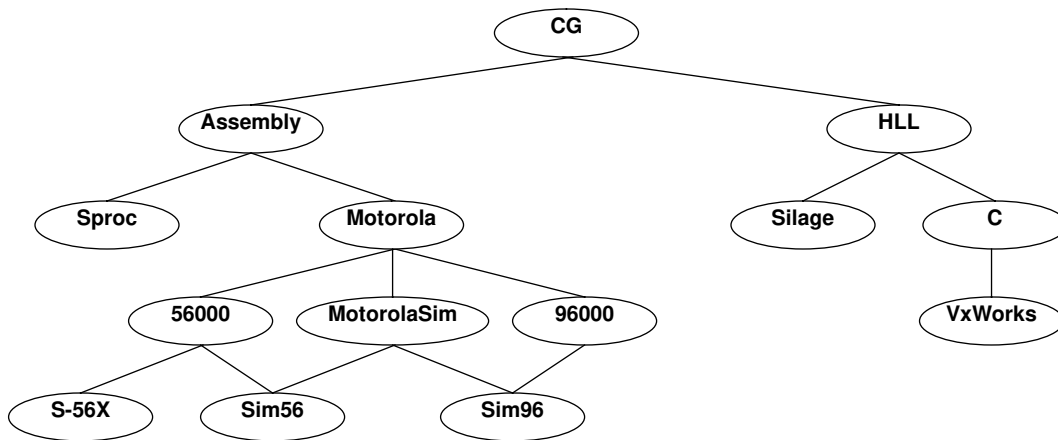 CG
Assembly
HLL
Sproc
Motorola
Silage
C
56000
MotorolaSim
96000
VxWorks
S-56X
Sim56
Sim96